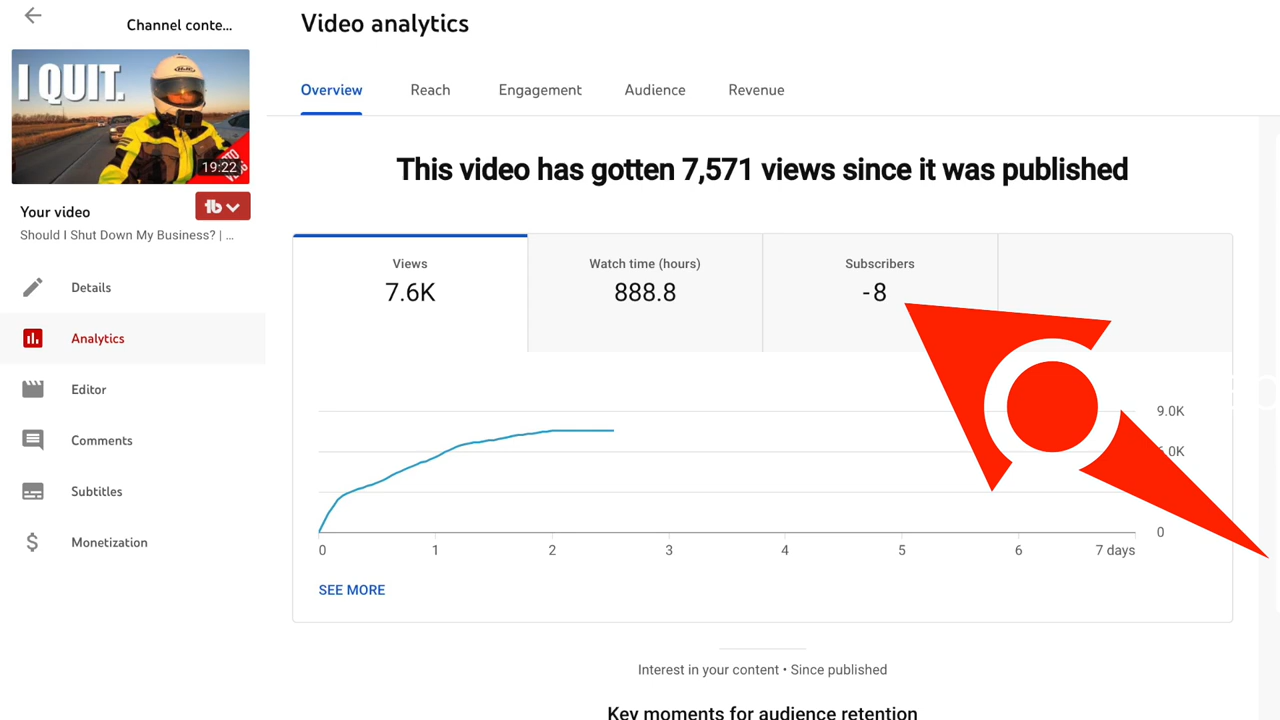 Channel conte...
I QUIT.
19:22
Your video
Should I Shut Down My Business? | ...
Details
Analytics
Editor
Comments
Subtitles
Monetization
Video analytics
Overview
Reach
Engagement
Audience
Revenue
This video has gotten 7,571 views since it was published
Views
7.6K
Watch time (hours)
888.8
Subscribers
-8
9.0K
.0K
0
0
1
2
3
4
5
6
7 days
SEE MORE
Interest in your content • Since published
Key moments for audience retention